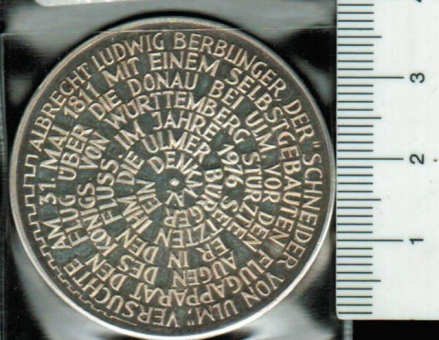 ALBRECHT LUDWIG BERBLINGER, DER "SCHNEIDER VON ULM", VERSUCHTE AM 31. MAI 1811 MIT EINEM SELBSTGEBAUTEN FLUGAPPARAT DEN FLUG ÜBER DIE DONAU BEI ULM. VOR DEN AUGEN DES KÖNIGS VON WÜRTTEMBERG STÜRZTE ER IN DEN FLUSS. IM JAHRE 1976 SETZTEN IHM DIE ULMER BÜRGER EIN DENKMAL
3
2
1